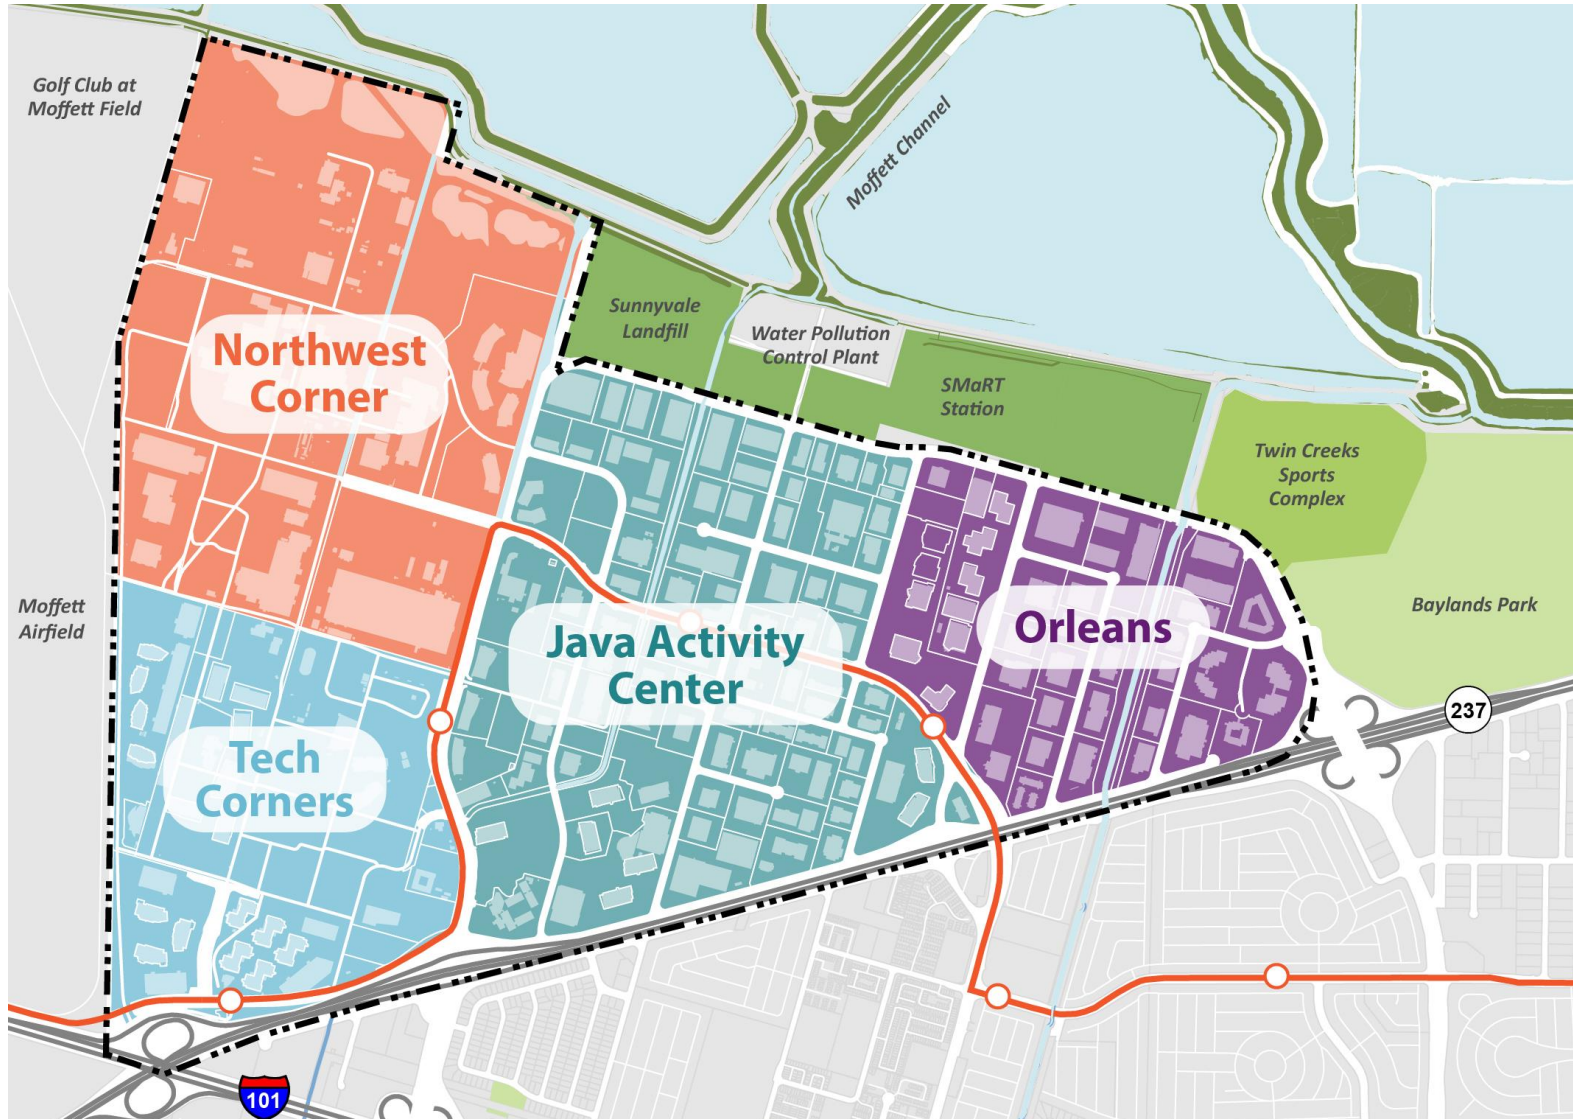 Golf Club at
Moffett Field
Moffett Channel
Sunnyvale
Landfill
Water Pollution
Control Plant
Northwest
Corner
SMaRT
Station
Twin Creeks
Sports
Complex
Moffett
Airfield
Baylands Park
Java Activity
Center
Orleans
237
Tech
Corners
101